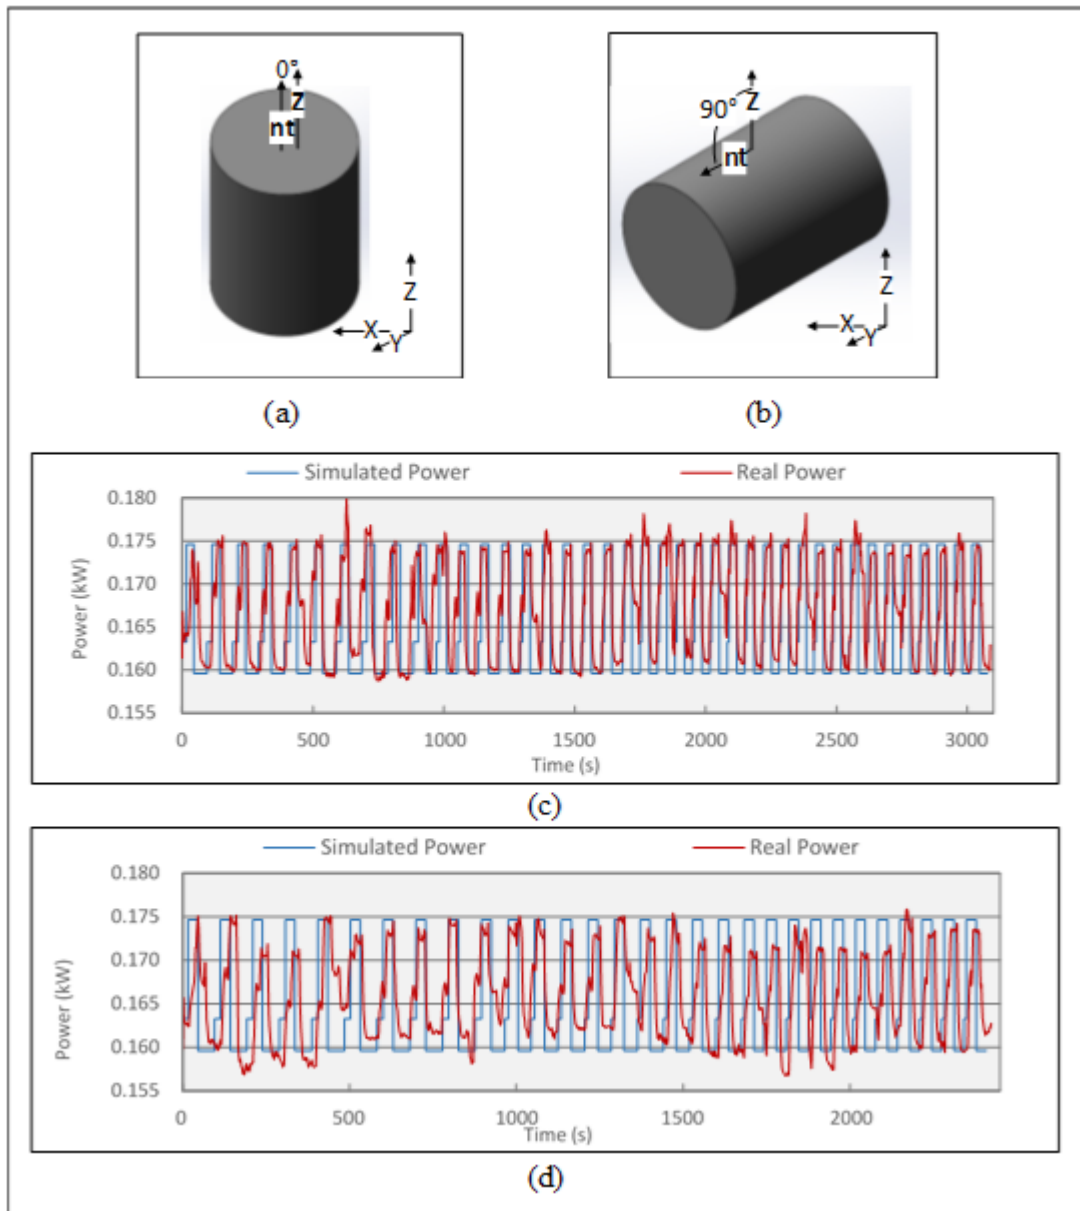 0°
Z
nt
Z
X
Y
(a)
90°
Z
nt
Z
X
Y
(b)
Simulated Power Real Power
Power (kW)
0.180
0.175
0.170
0.165
0.160
0.155
0 500 1000 1500 2000 2500 3000
Time (s)
(c)
Simulated Power Real Power
Power (kW)
0.180
0.175
0.170
0.165
0.160
0.155
0 500 1000 1500 2000
Time (s)
(d)